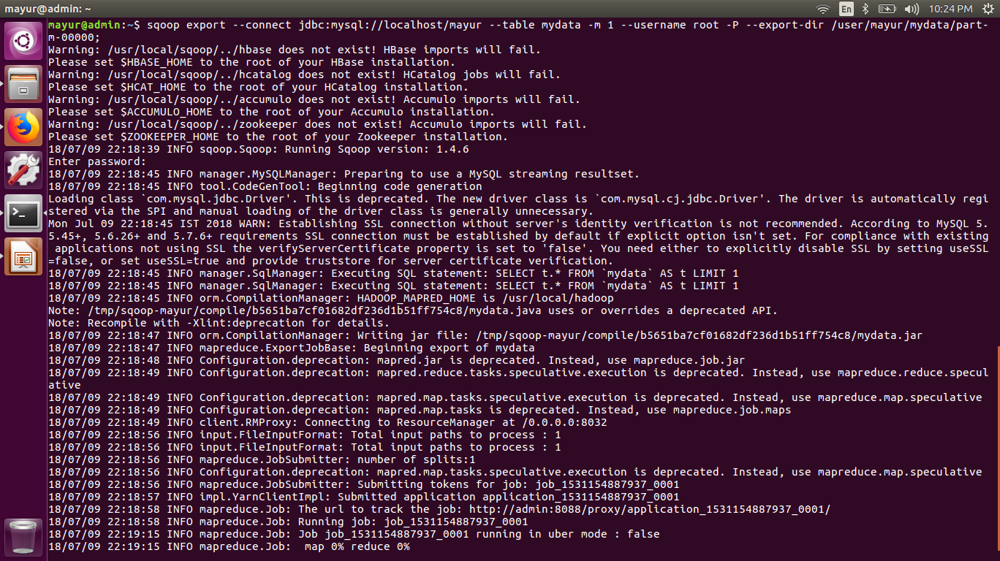 mayur@admin: ~
En
10:24 PM
mayur@admin:~$ sqoop export --connect jdbc:mysql://localhost/mayur --table mydata -m 1 --username root -P --export-dir /user/mayur/mydata/part-
m-00000;
Warning: /usr/local/sqoop/../hbase does not exist! HBase imports will fail.
Please set $HBASE_HOME to the root of your HBase installation.
Warning: /usr/local/sqoop/../hcatalog does not exist! HCatalog jobs will fail.
Please set $HCAT_HOME to the root of your HCatalog installation.
Warning: /usr/local/sqoop/../accumulo does not exist! Accumulo imports will fail.
Please set $ACCUMULO_HOME to the root of your Accumulo installation.
Warning: /usr/local/sqoop/../zookeeper does not exist! Accumulo imports will fail.
Please set $ZOOKEEPER_HOME to the root of your Zookeeper installation.
18/07/09 22:18:39 INFO sqoop.Sqoop: Running Sqoop version: 1.4.6
Enter password:
18/07/09 22:18:45 INFO manager.MySQLManager: Preparing to use a MySQL streaming resultset.
18/07/09 22:18:45 INFO tool.CodeGenTool: Beginning code generation
Loading class `com.mysql.jdbc.Driver'. This is deprecated. The new driver class is `com.mysql.cj.jdbc.Driver'. The driver is automatically regi
stered via the SPI and manual loading of the driver class is generally unnecessary.
Mon Jul 09 22:18:45 IST 2018 WARN: Establishing SSL connection without server's identity verification is not recommended. According to MySQL 5.
5.45+, 5.6.26+ and 5.7.6+ requirements SSL connection must be established by default if explicit option isn't set. For compliance with existing
 applications not using SSL the verifyServerCertificate property is set to 'false'. You need either to explicitly disable SSL by setting useSSL
=false, or set useSSL=true and provide truststore for server certificate verification.
18/07/09 22:18:45 INFO manager.SqlManager: Executing SQL statement: SELECT t.* FROM `mydata` AS t LIMIT 1
18/07/09 22:18:45 INFO manager.SqlManager: Executing SQL statement: SELECT t.* FROM `mydata` AS t LIMIT 1
18/07/09 22:18:45 INFO orm.CompilationManager: HADOOP_MAPRED_HOME is /usr/local/hadoop
Note: /tmp/sqoop-mayur/compile/b5651ba7cf01682df236d1b51ff754c8/mydata.java uses or overrides a deprecated API.
Note: Recompile with -Xlint:deprecation for details.
18/07/09 22:18:47 INFO orm.CompilationManager: Writing jar file: /tmp/sqoop-mayur/compile/b5651ba7cf01682df236d1b51ff754c8/mydata.jar
18/07/09 22:18:47 INFO mapreduce.ExportJobBase: Beginning export of mydata
18/07/09 22:18:48 INFO Configuration.deprecation: mapred.jar is deprecated. Instead, use mapreduce.job.jar
18/07/09 22:18:49 INFO Configuration.deprecation: mapred.reduce.tasks.speculative.execution is deprecated. Instead, use mapreduce.reduce.specul
ative
18/07/09 22:18:49 INFO Configuration.deprecation: mapred.map.tasks.speculative.execution is deprecated. Instead, use mapreduce.map.speculative
18/07/09 22:18:49 INFO Configuration.deprecation: mapred.map.tasks is deprecated. Instead, use mapreduce.job.maps
18/07/09 22:18:49 INFO client.RMProxy: Connecting to ResourceManager at /0.0.0.0:8032
18/07/09 22:18:56 INFO input.FileInputFormat: Total input paths to process : 1
18/07/09 22:18:56 INFO input.FileInputFormat: Total input paths to process : 1
18/07/09 22:18:56 INFO mapreduce.JobSubmitter: number of splits:1
18/07/09 22:18:56 INFO Configuration.deprecation: mapred.map.tasks.speculative.execution is deprecated. Instead, use mapreduce.map.speculative
18/07/09 22:18:56 INFO mapreduce.JobSubmitter: Submitting tokens for job: job_1531154887937_0001
18/07/09 22:18:57 INFO impl.YarnClientImpl: Submitted application application_1531154887937_0001
18/07/09 22:18:58 INFO mapreduce.Job: The url to track the job: http://admin:8088/proxy/application_1531154887937_0001/
18/07/09 22:18:58 INFO mapreduce.Job: Running job: job_1531154887937_0001
18/07/09 22:19:15 INFO mapreduce.Job: Job job_1531154887937_0001 running in uber mode : false
18/07/09 22:19:15 INFO mapreduce.Job:  map 0% reduce 0%